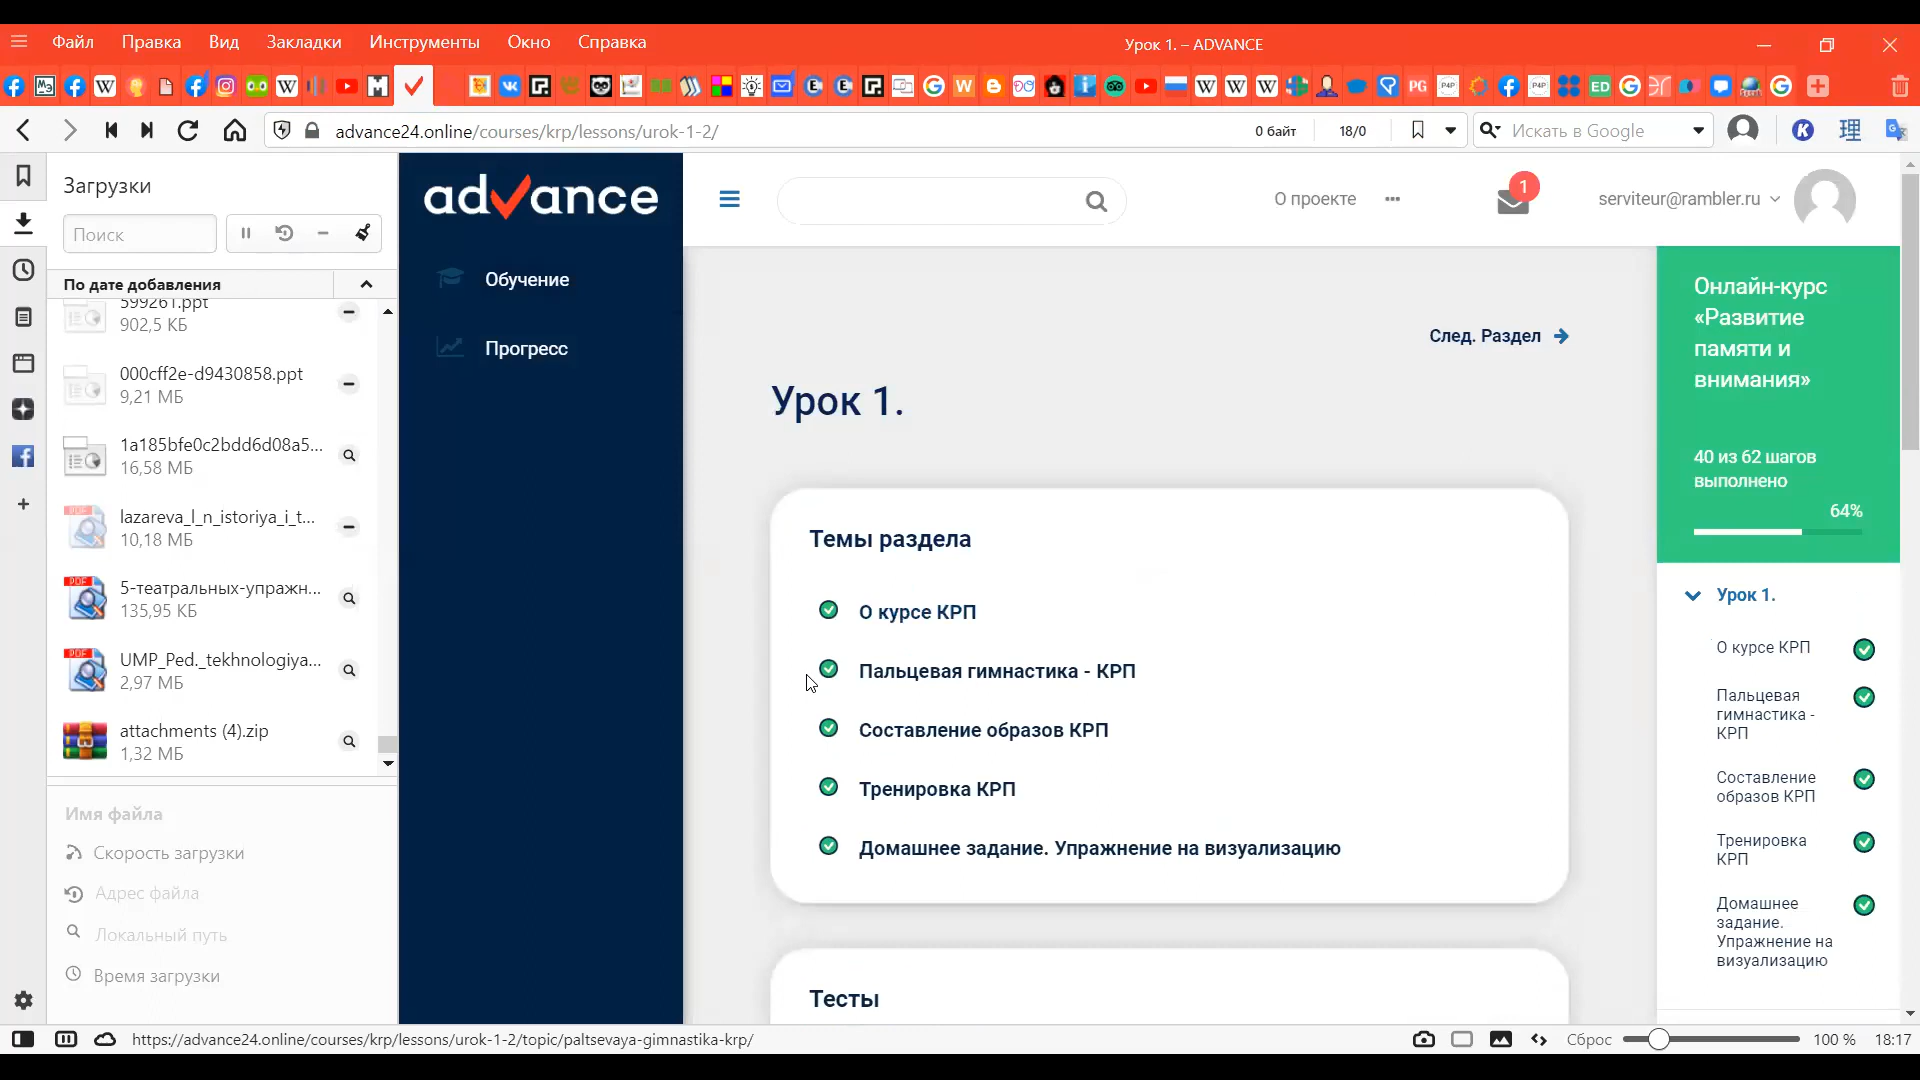 Файл Правка Вид Закладки Инструменты Окно Справка
Урок 1. – ADVANCE
advance24.online/courses/krp/lessons/urok-1-2/
0 байт
18/0
Искать в Google
Загрузки
Поиск
По дате добавления
599261.ppt
902,5 КБ
000cff2e-d9430858.ppt
9,21 МБ
1a185bfe0c2bdd6d08a5...
16,58 МБ
lazareva_l_n_istoriya_i_t...
10,18 МБ
5-театральных-упражн...
135,95 КБ
UMP_Ped._tekhnologiya...
2,97 МБ
attachments (4).zip
1,32 МБ
Имя файла
Скорость загрузки
Адрес файла
Локальный путь
Время загрузки
advance
Обучение
Прогресс
О проекте
1
serviteur@rambler.ru
След. Раздел
Урок 1.
Темы раздела
О курсе КРП
Пальцевая гимнастика - КРП
Составление образов КРП
Тренировка КРП
Домашнее задание. Упражнение на визуализацию
Тесты
Онлайн-курс
«Развитие
памяти и
внимания»
40 из 62 шагов
выполнено
64%
Урок 1.
О курсе КРП
Пальцевая
гимнастика -
КРП
Составление
образов КРП
Тренировка
КРП
Домашнее
задание.
Упражнение на
визуализацию
https://advance24.online/courses/krp/lessons/urok-1-2/topic/paltsevaya-gimnastika-krp/
Сброс
100 %
18:17